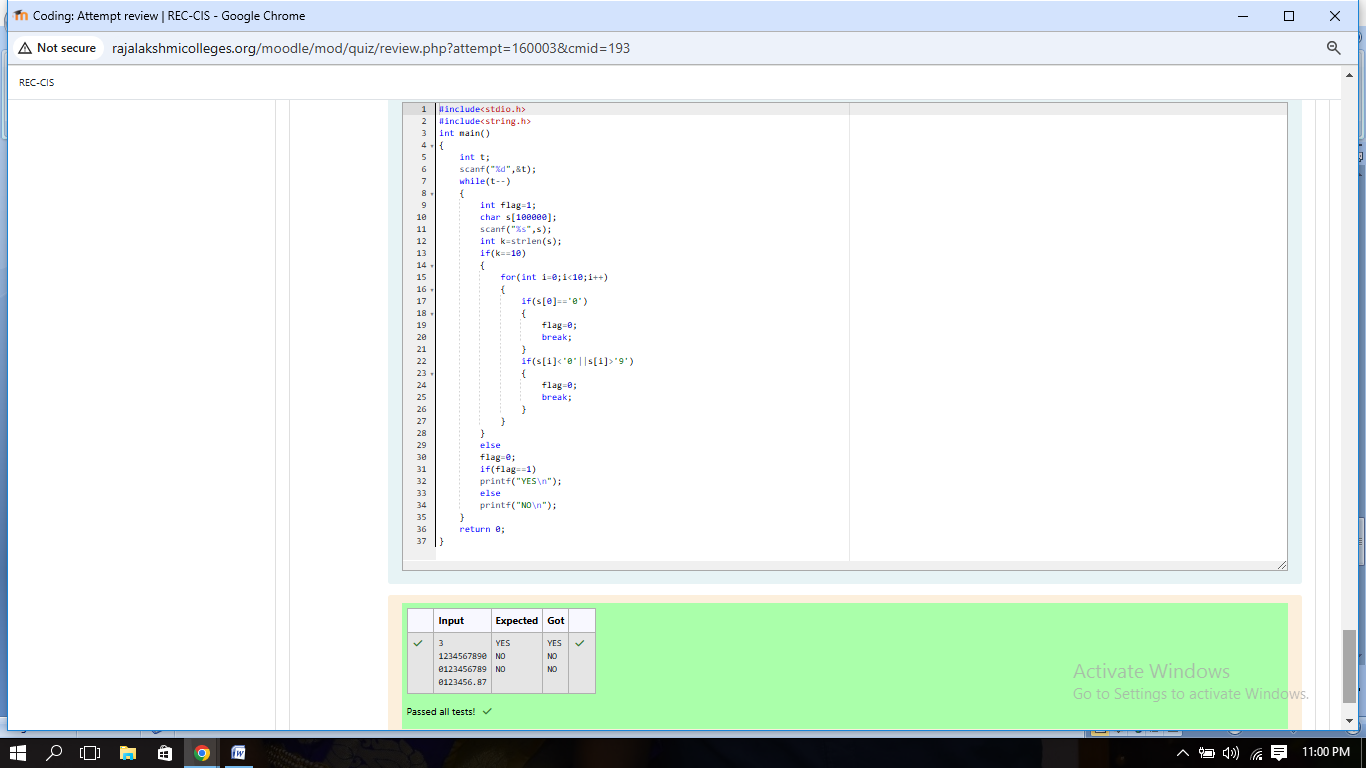 Coding: Attempt review | REC-CIS - Google Chrome
Not secure rajalakshmicolleges.org/moodle/mod/quiz/review.php?attempt=160003&cmid=193
REC-CIS
1 #include<stdio.h>
2 #include<string.h>
3 int main()
4 {
5 int t;
6 scanf("%d",&t);
7 while(t--)
8 {
9 int flag=1;
10 char s[100000];
11 scanf("%s",s);
12 int k=strlen(s);
13 if(k==10)
14 {
15 for(int i=0;i<10;i++)
16 {
17 if(s[0]=='0')
18 {
19 flag=0;
20 break;
21 }
22 if(s[i]<'0'||s[i]>'9')
23 {
24 flag=0;
25 break;
26 }
27 }
28 }
29 else
30 flag=0;
31 if(flag==1)
32 printf("YES\n");
33 else
34 printf("NO\n");
35 }
36 return 0;
37 }
Input Expected Got
3 YES YES
1234567890 NO NO
0123456789 NO NO
0123456.87
Passed all tests!
Activate Windows
Go to Settings to activate Windows.
11:00 PM